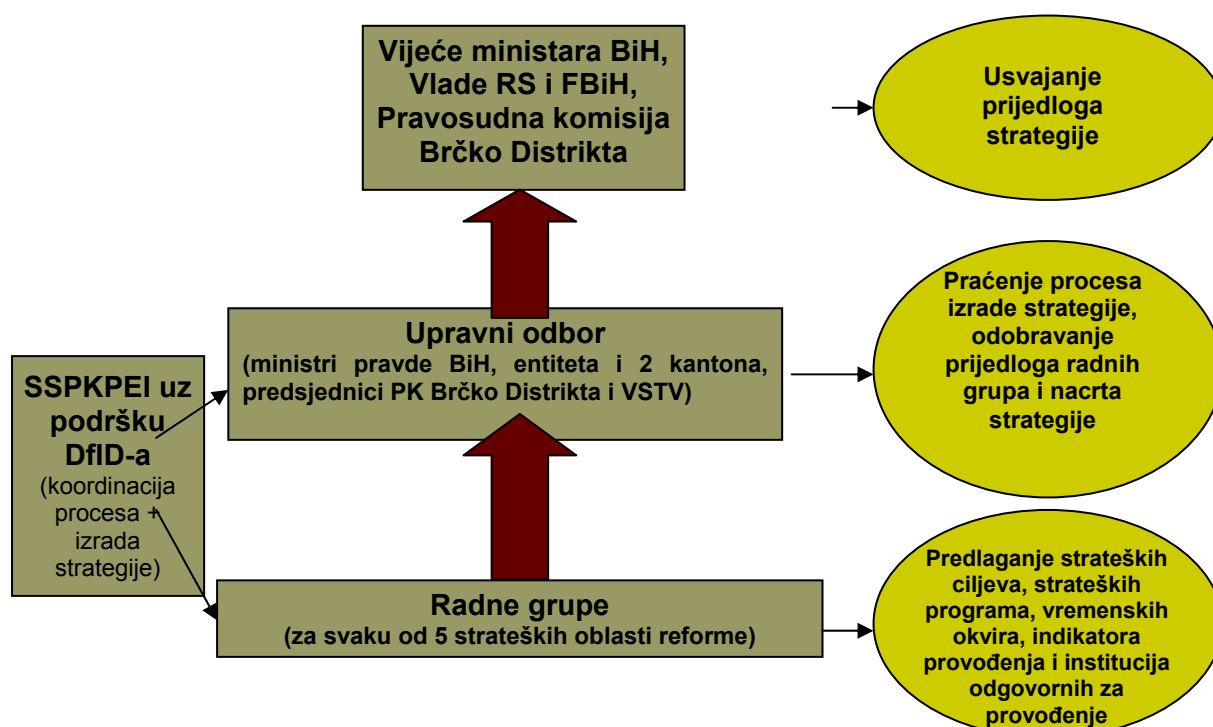 Vijeće ministara BiH,
Vlade RS i FBiH,
Pravosudna komisija
Brčko Distrikta
Usvajanje
prijedloga
strategije
Upravni odbor
(ministri pravde BiH, entiteta i 2 kantona,
predsjednici PK Brčko Distrikta i VSTV)
Praćenje procesa
izrade strategije,
odobravanje
prijedloga radnih
grupa i nacrta
strategije
SSPKPEI uz
podršku
DfID-a
(koordinacija
procesa +
izrada
strategije)
Radne grupe
(za svaku od 5 strateških oblasti reforme)
Predlaganje strateških
ciljeva, strateških
programa, vremenskih
okvira, indikatora
provođenja i institucija
odgovornih za
provođenje